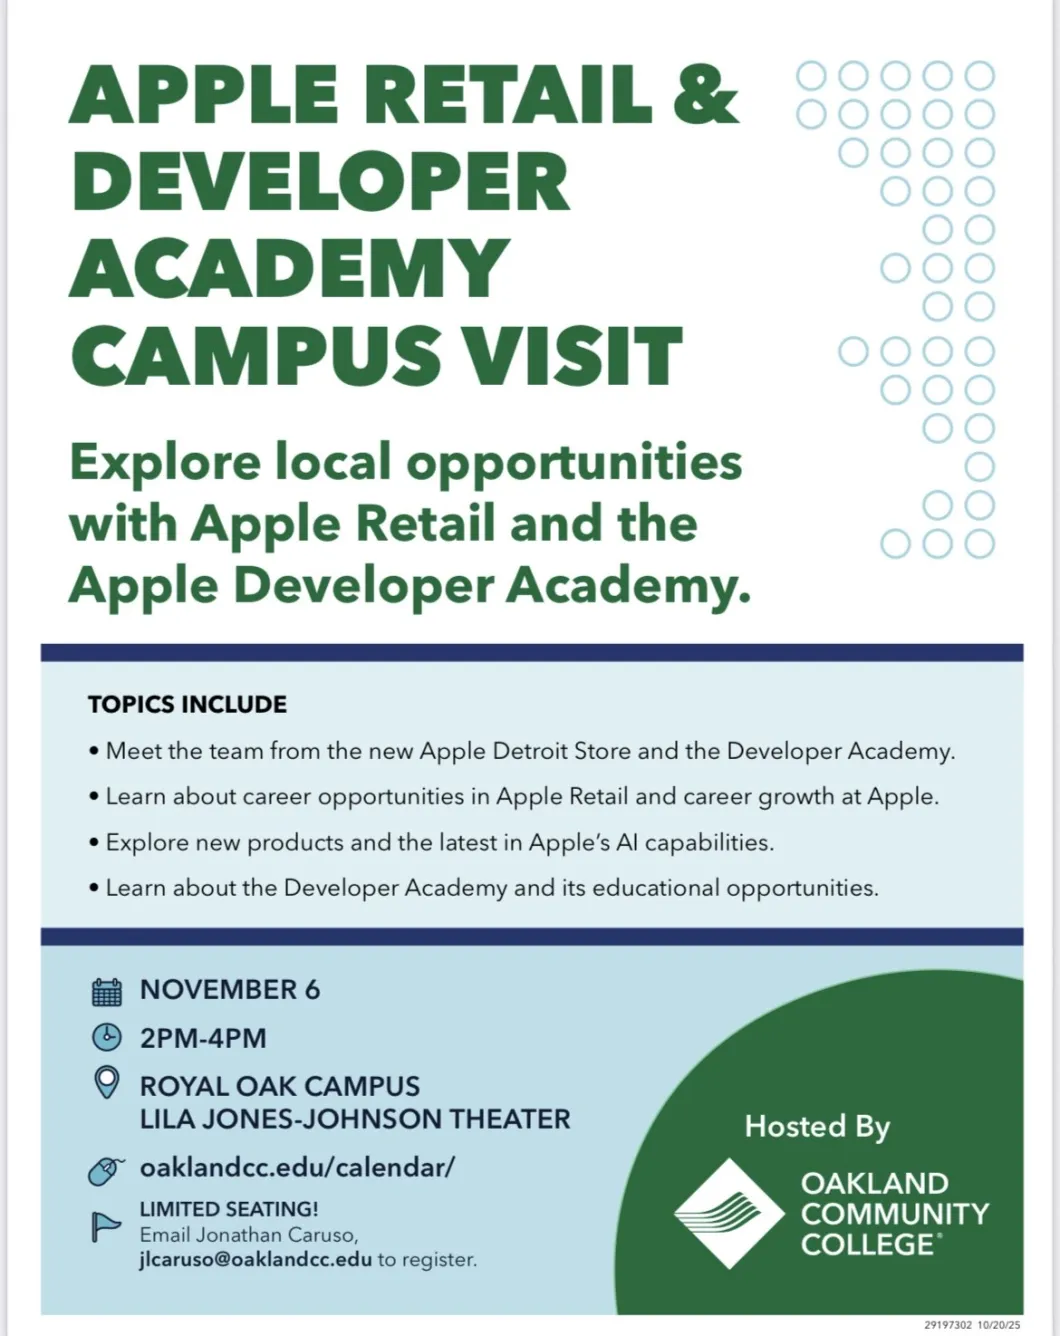 APPLE RETAIL &
DEVELOPER
ACADEMY
CAMPUS VISIT
Explore local opportunities
with Apple Retail and the
Apple Developer Academy.
TOPICS INCLUDE
• Meet the team from the new Apple Detroit Store and the Developer Academy.
• Learn about career opportunities in Apple Retail and career growth at Apple.
• Explore new products and the latest in Apple’s AI capabilities.
• Learn about the Developer Academy and its educational opportunities.
NOVEMBER 6
2PM-4PM
ROYAL OAK CAMPUS
LILA JONES-JOHNSON THEATER
oaklandcc.edu/calendar/
LIMITED SEATING!
Email Jonathan Caruso,
jlcaruso@oaklandcc.edu to register.
Hosted By
OAKLAND
COMMUNITY
COLLEGE®
29197302 10/20/25